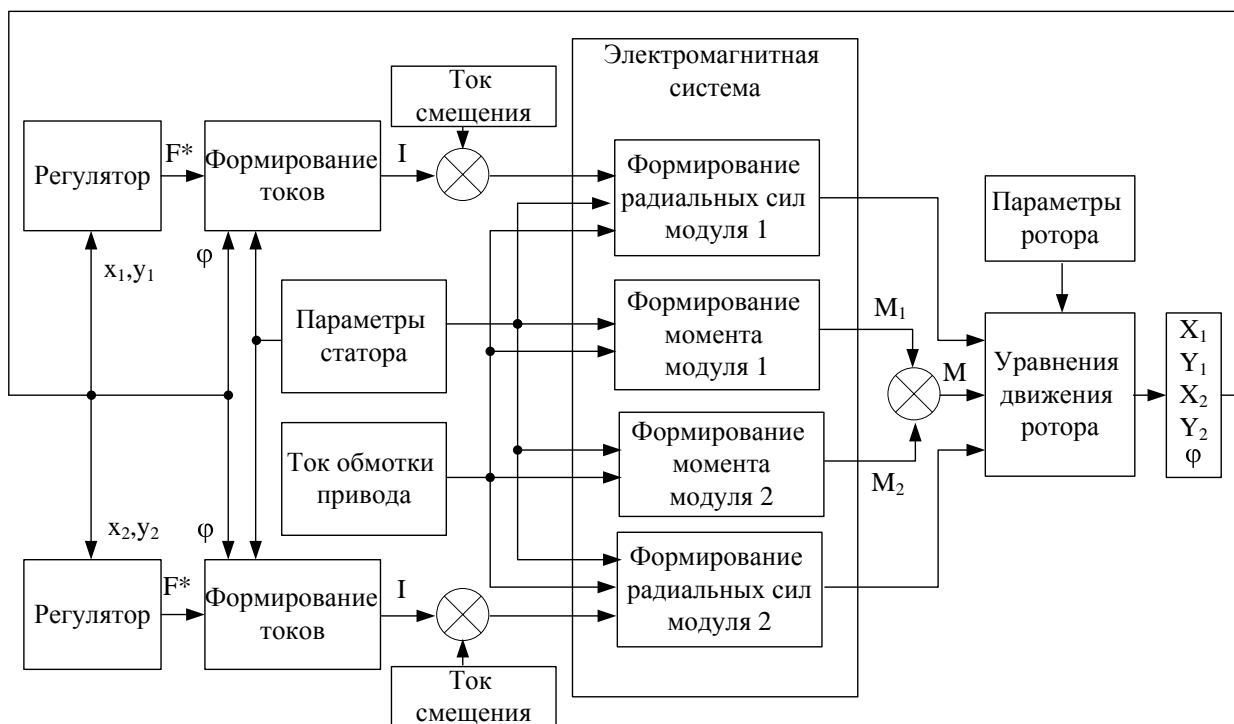 Ток
смещения
Электромагнитная
система
Регулятор
F*
Формирование
токов
I
Формирование
радиальных сил
модуля 1
Параметры
ротора
x₁,y₁
φ
Параметры
статора
Формирование
момента
модуля 1
M₁
M
Уравнения
движения
ротора
X₁
Y₁
X₂
Y₂
φ
Ток обмотки
привода
Формирование
момента
модуля 2
M₂
x₂,y₂
φ
Регулятор
F*
Формирование
токов
I
Формирование
радиальных сил
модуля 2
Ток
смещения